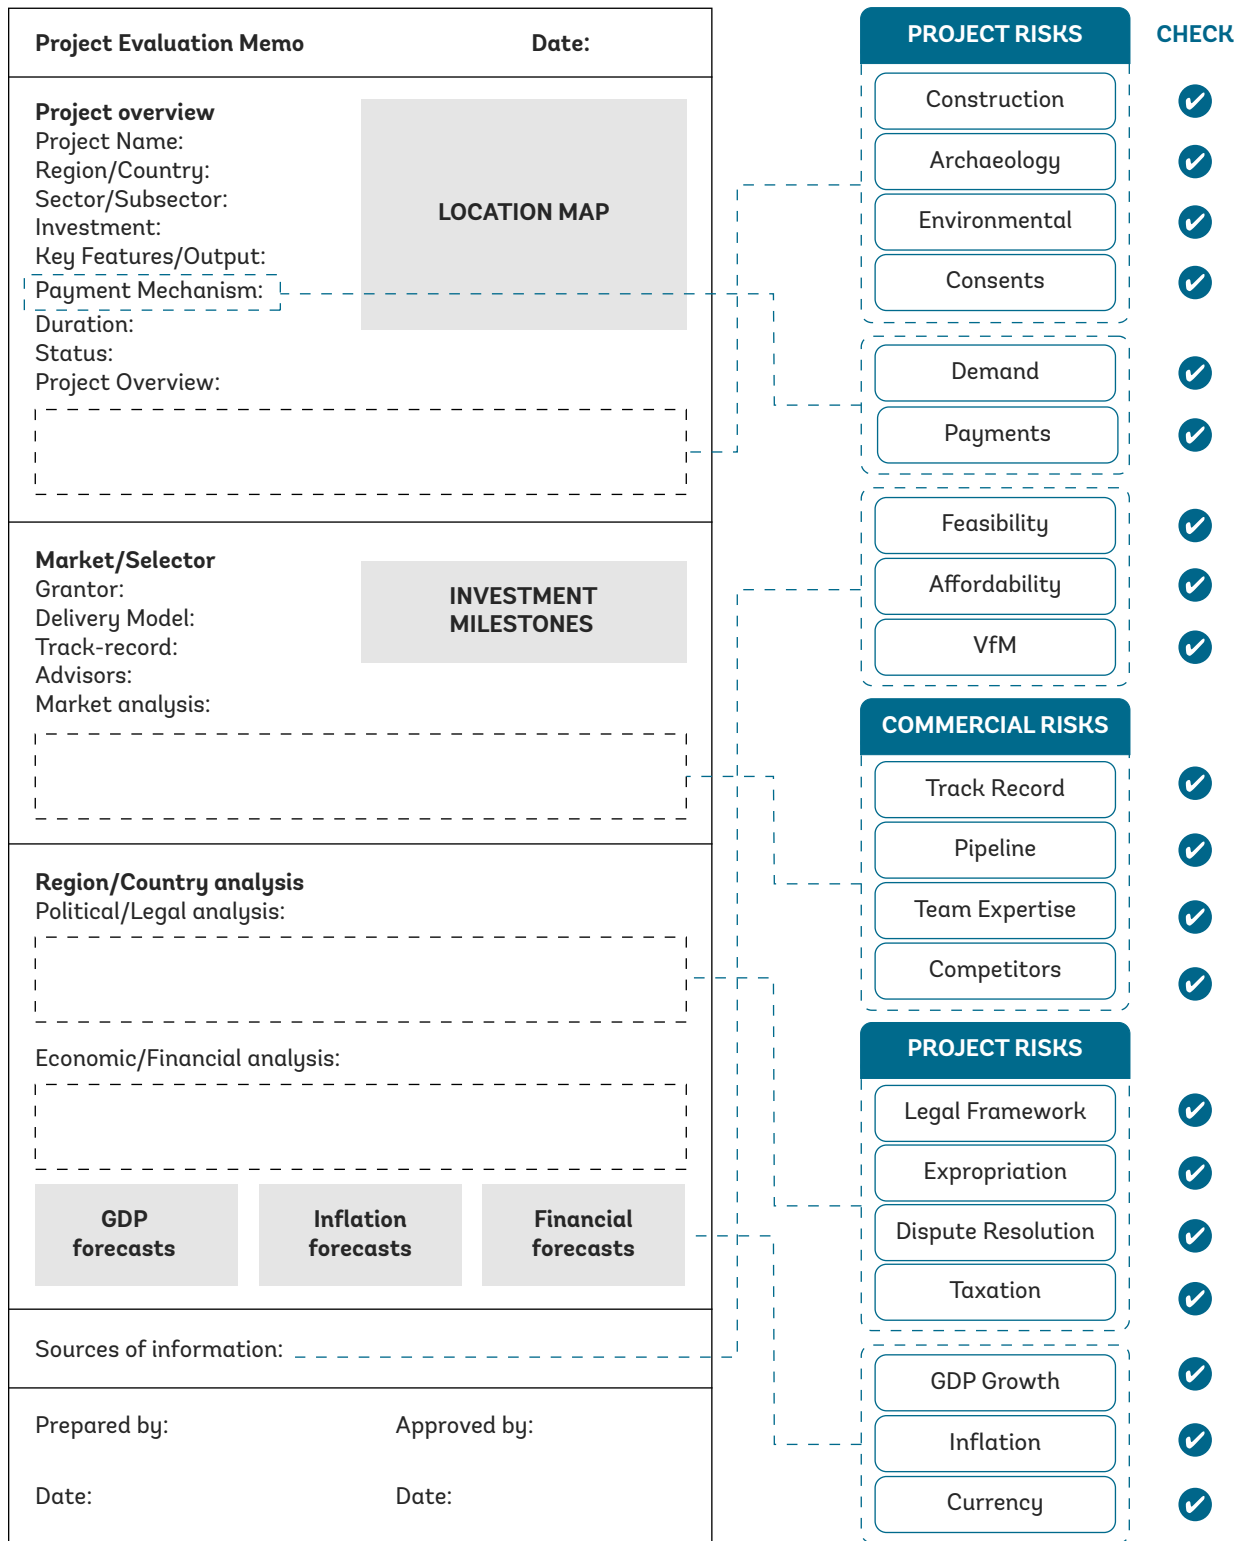 Project Evaluation Memo Date:
Project overview
Project Name:
Region/Country:
Sector/Subsector:
Investment:
Key Features/Output:
Payment Mechanism:
Duration:
Status:
Project Overview:
LOCATION MAP
Market/Selector
Grantor:
Delivery Model:
Track-record:
Advisors:
Market analysis:
INVESTMENT
MILESTONES
Region/Country analysis
Political/Legal analysis:
Economic/Financial analysis:
GDP
forecasts
Inflation
forecasts
Financial
forecasts
Sources of information:
Prepared by: Approved by:
Date: Date:
PROJECT RISKS CHECK
Construction
Archaeology
Environmental
Consents
Demand
Payments
Feasibility
Affordability
VfM
COMMERCIAL RISKS
Track Record
Pipeline
Team Expertise
Competitors
PROJECT RISKS
Legal Framework
Expropriation
Dispute Resolution
Taxation
GDP Growth
Inflation
Currency